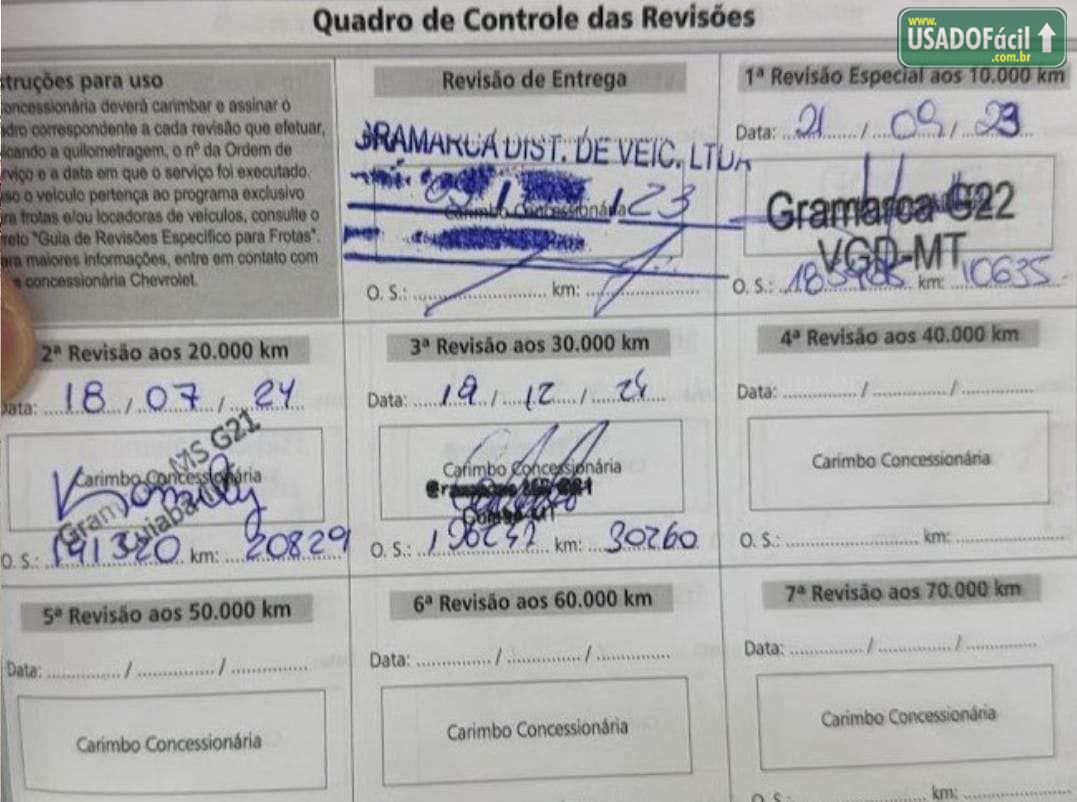 Quadro de Controle das Revisões
www.
USADOFácil
.com.br
struções para uso
concessionária deverá carimbar e assinar o
dro correspondente a cada revisão que efetuar,
icando a quilometragem, o nº da Ordem de
viço e a data em que o serviço foi executado.
so o veículo pertença ao programa exclusivo
ra frotas e/ou locadoras de veículos, consulte o
reto "Guia de Revisões Específico para Frotas".
ara maiores informações, entre em contato com
concessionária Chevrolet.
Revisão de Entrega
GRAMARCA DIST. DE VEIC. LTDA
09 / / 23
Carimbo Concessionária
O. S.: km:
1ª Revisão Especial aos 10.000 km
Data: 21 / 09 / 23
Gramarca G22
VGD-MT
O. S.: km: 10635
2ª Revisão aos 20.000 km
Data: 18 / 07 / 24
MS G21
Carimbo Concessionária
Cuiabá
O. S.: 191320 km: 20829
3ª Revisão aos 30.000 km
Data: 19 / 12 / 24
Carimbo Concessionária
O. S.: km: 30260
4ª Revisão aos 40.000 km
Data: / /
Carimbo Concessionária
O. S.: km:
5ª Revisão aos 50.000 km
Data: / /
Carimbo Concessionária
6ª Revisão aos 60.000 km
Data: / /
Carimbo Concessionária
7ª Revisão aos 70.000 km
Data: / /
Carimbo Concessionária
O. S.: km: